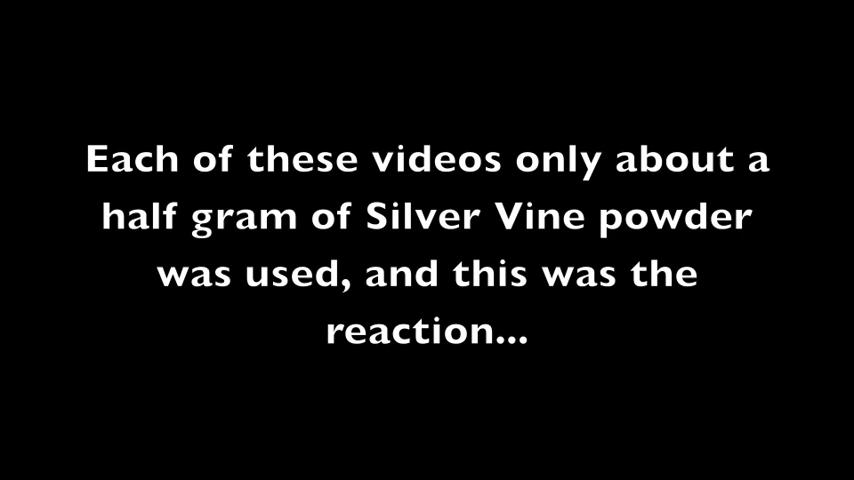 Each of these videos only about a
half gram of Silver Vine powder
was used, and this was the
reaction...